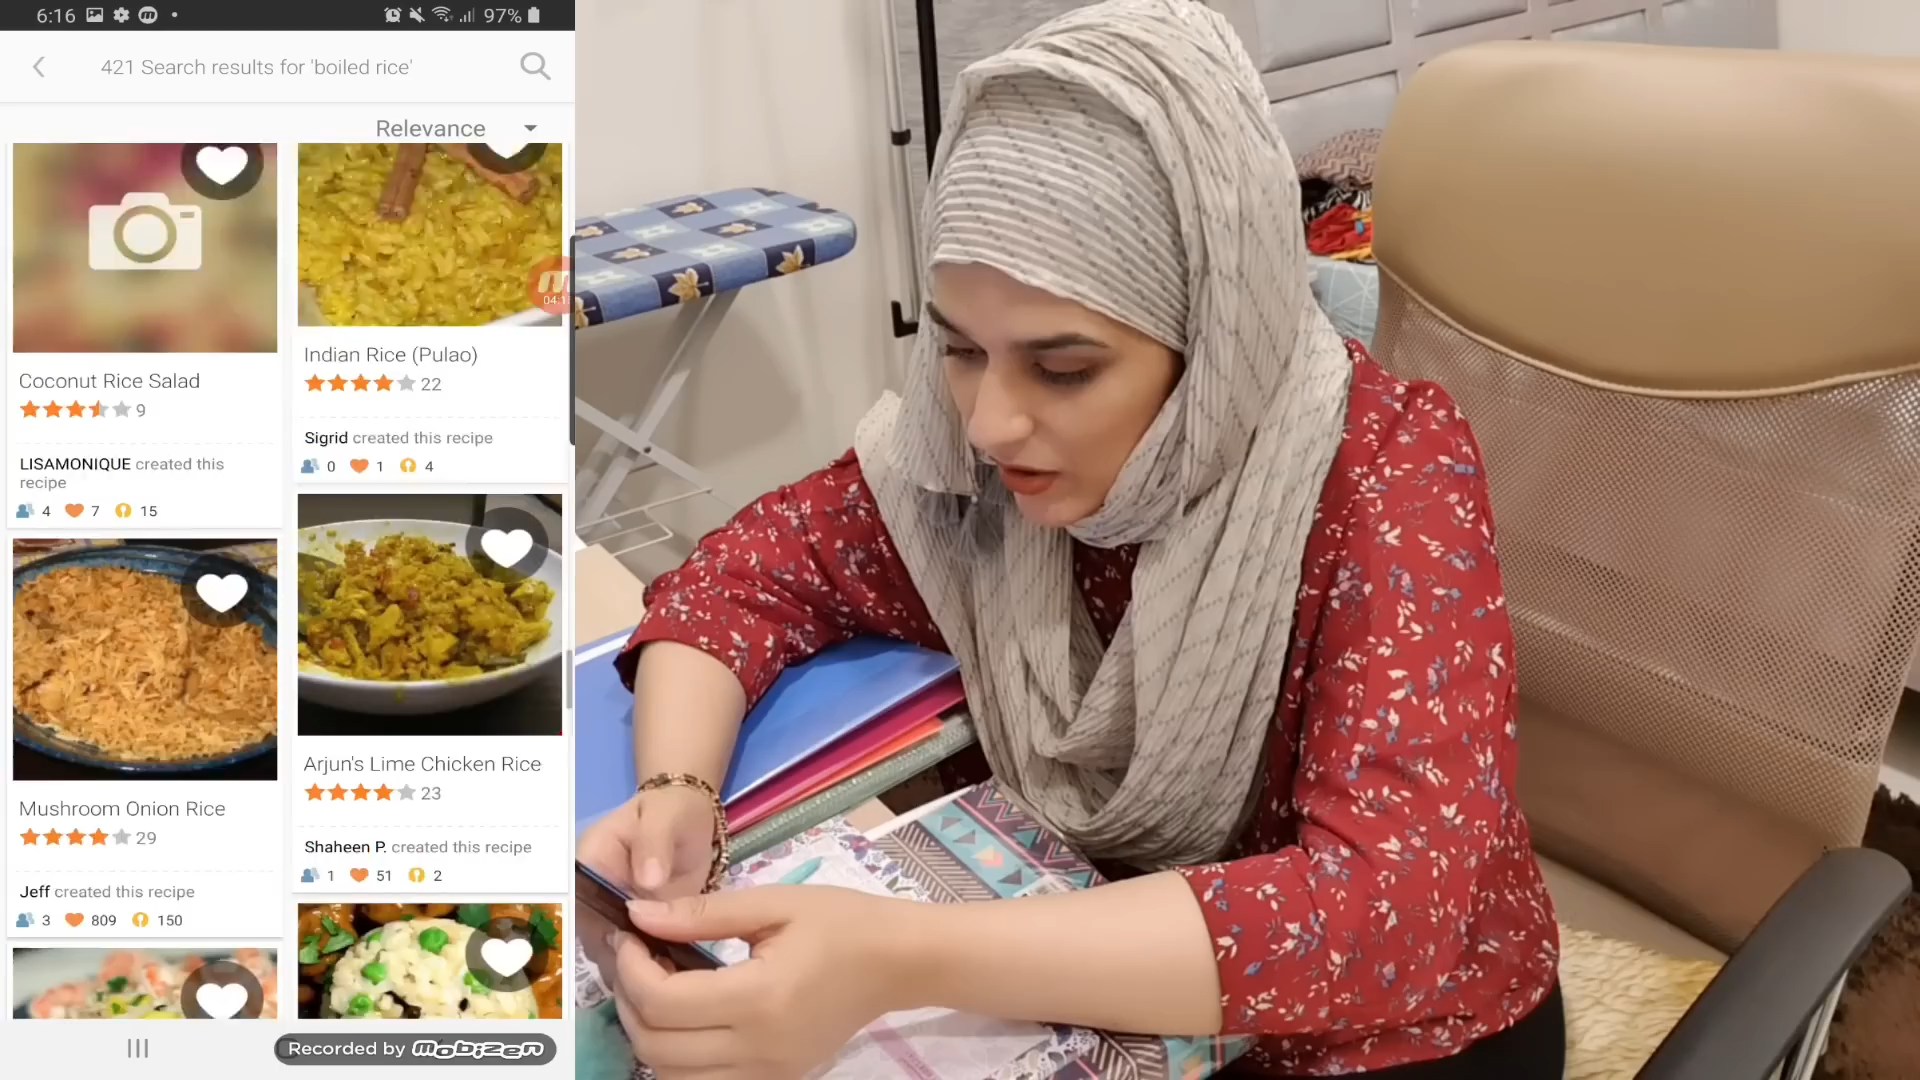 6:16
97%
421 Search results for 'boiled rice'
Relevance
Coconut Rice Salad
9
LISAMONIQUE created this
recipe
4 7 15
Mushroom Onion Rice
29
Jeff created this recipe
3 809 150
Indian Rice (Pulao)
22
Sigrid created this recipe
0 1 4
Arjun's Lime Chicken Rice
23
Shaheen P. created this recipe
1 51 2
Recorded by mobizen